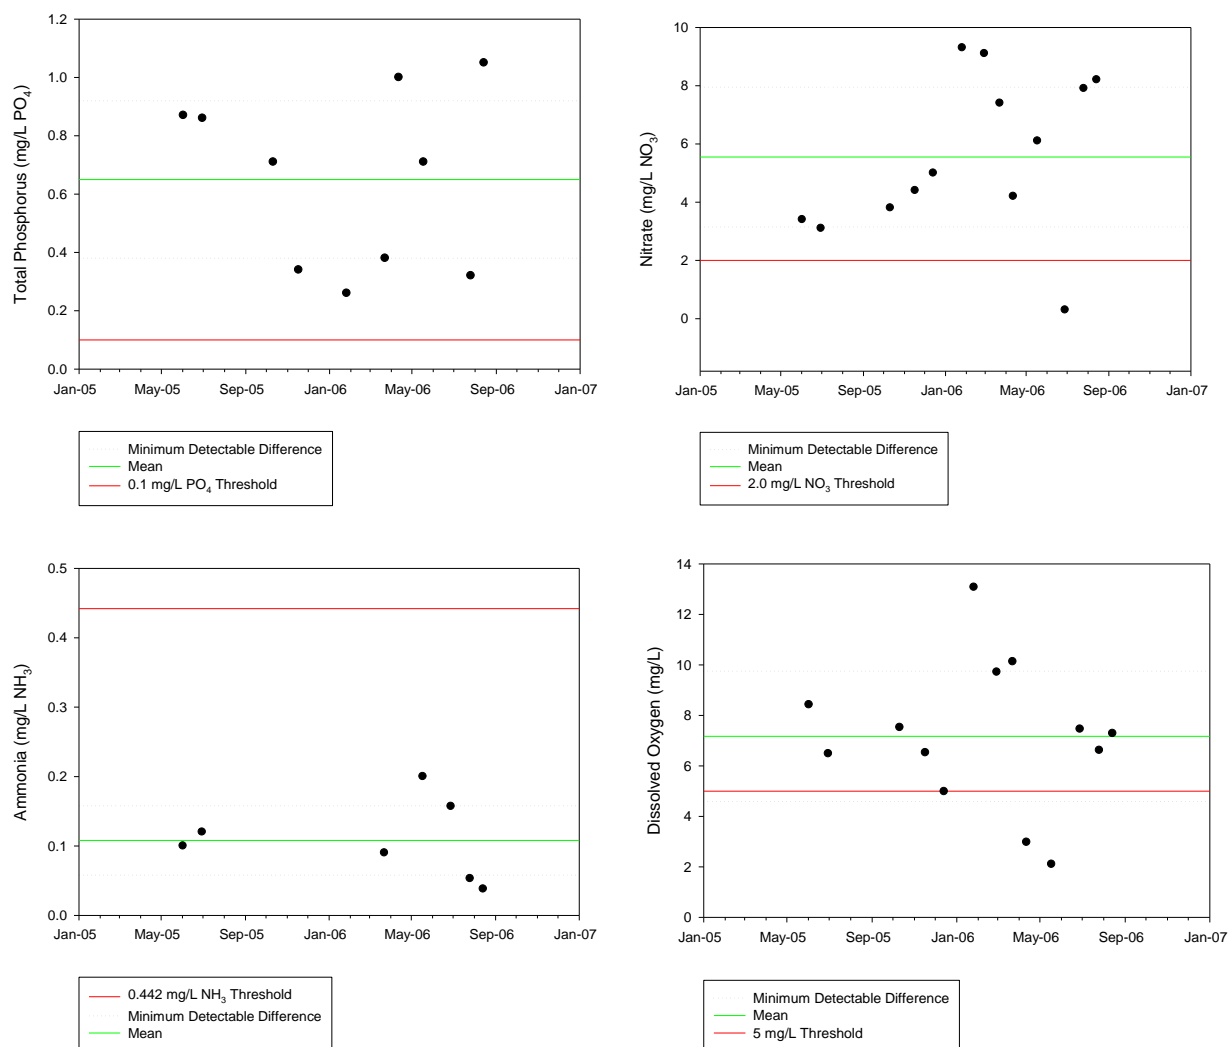 1.2
1.0
0.8
0.6
0.4
0.2
0.0
Total Phosphorus (mg/L PO4)
Jan-05 May-05 Sep-05 Jan-06 May-06 Sep-06 Jan-07
Minimum Detectable Difference
Mean
0.1 mg/L PO4 Threshold
10
8
6
4
2
0
Nitrate (mg/L NO3)
Jan-05 May-05 Sep-05 Jan-06 May-06 Sep-06 Jan-07
Minimum Detectable Difference
Mean
2.0 mg/L NO3 Threshold
0.5
0.4
0.3
0.2
0.1
0.0
Ammonia (mg/L NH3)
Jan-05 May-05 Sep-05 Jan-06 May-06 Sep-06 Jan-07
0.442 mg/L NH3 Threshold
Minimum Detectable Difference
Mean
14
12
10
8
6
4
2
0
Dissolved Oxygen (mg/L)
Jan-05 May-05 Sep-05 Jan-06 May-06 Sep-06 Jan-07
Minimum Detectable Difference
Mean
5 mg/L Threshold